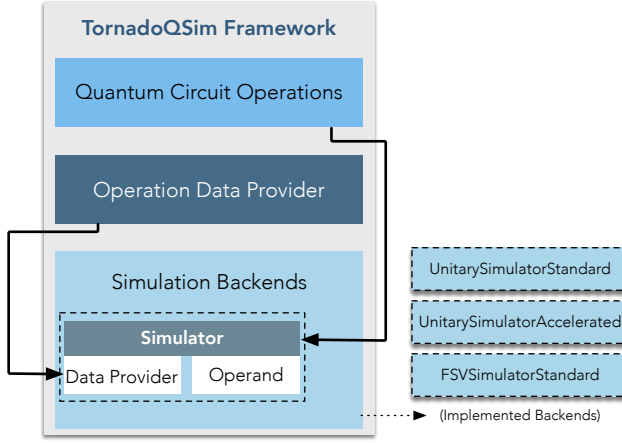 TornadoQSim Framework
Quantum Circuit Operations
Operation Data Provider
Simulation Backends
Simulator
Data Provider
Operand
UnitarySimulatorStandard
UnitarySimulatorAccelerated
FSVSimulatorStandard
(Implemented Backends)